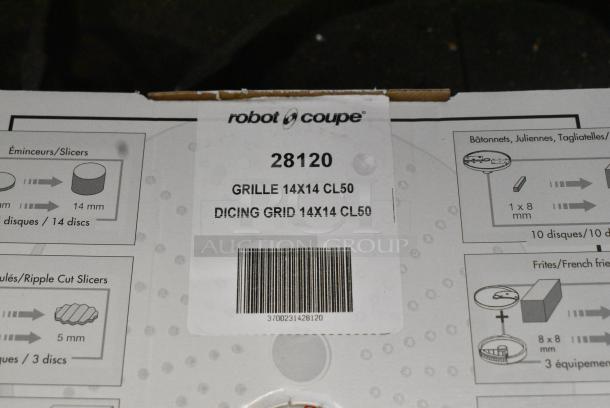 robot coupe®
28120
GRILLE 14X14 CL50
DICING GRID 14X14 CL50
3700231428120
PCI
AUCTION GROUP
Éminceurs/Slicers
14 mm
disques / 14 discs
ulés/Ripple Cut Slicers
5 mm
ques / 3 discs
Bâtonnets, Juliennes, Tagliatelles/
1 x 8
mm
10 disques/10 d
Frites/French frie
+
8 x 8
mm
3 équipemen